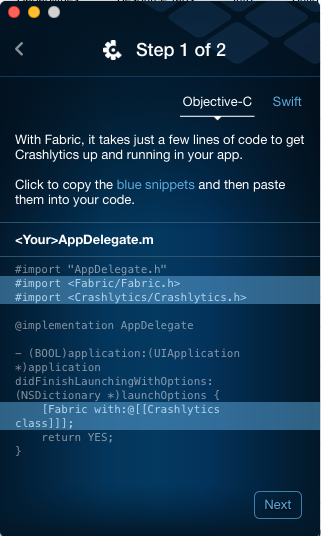 Step 1 of 2
Objective-C Swift
With Fabric, it takes just a few lines of code to get
Crashlytics up and running in your app.
Click to copy the blue snippets and then paste
them into your code.
<Your>AppDelegate.m
#import "AppDelegate.h"
#import <Fabric/Fabric.h>
#import <Crashlytics/Crashlytics.h>
@implementation AppDelegate
- (BOOL)application:(UIApplication
*)application
didFinishLaunchingWithOptions:
(NSDictionary *)launchOptions {
[Fabric with:@[[Crashlytics
class]]];
return YES;
}
Next